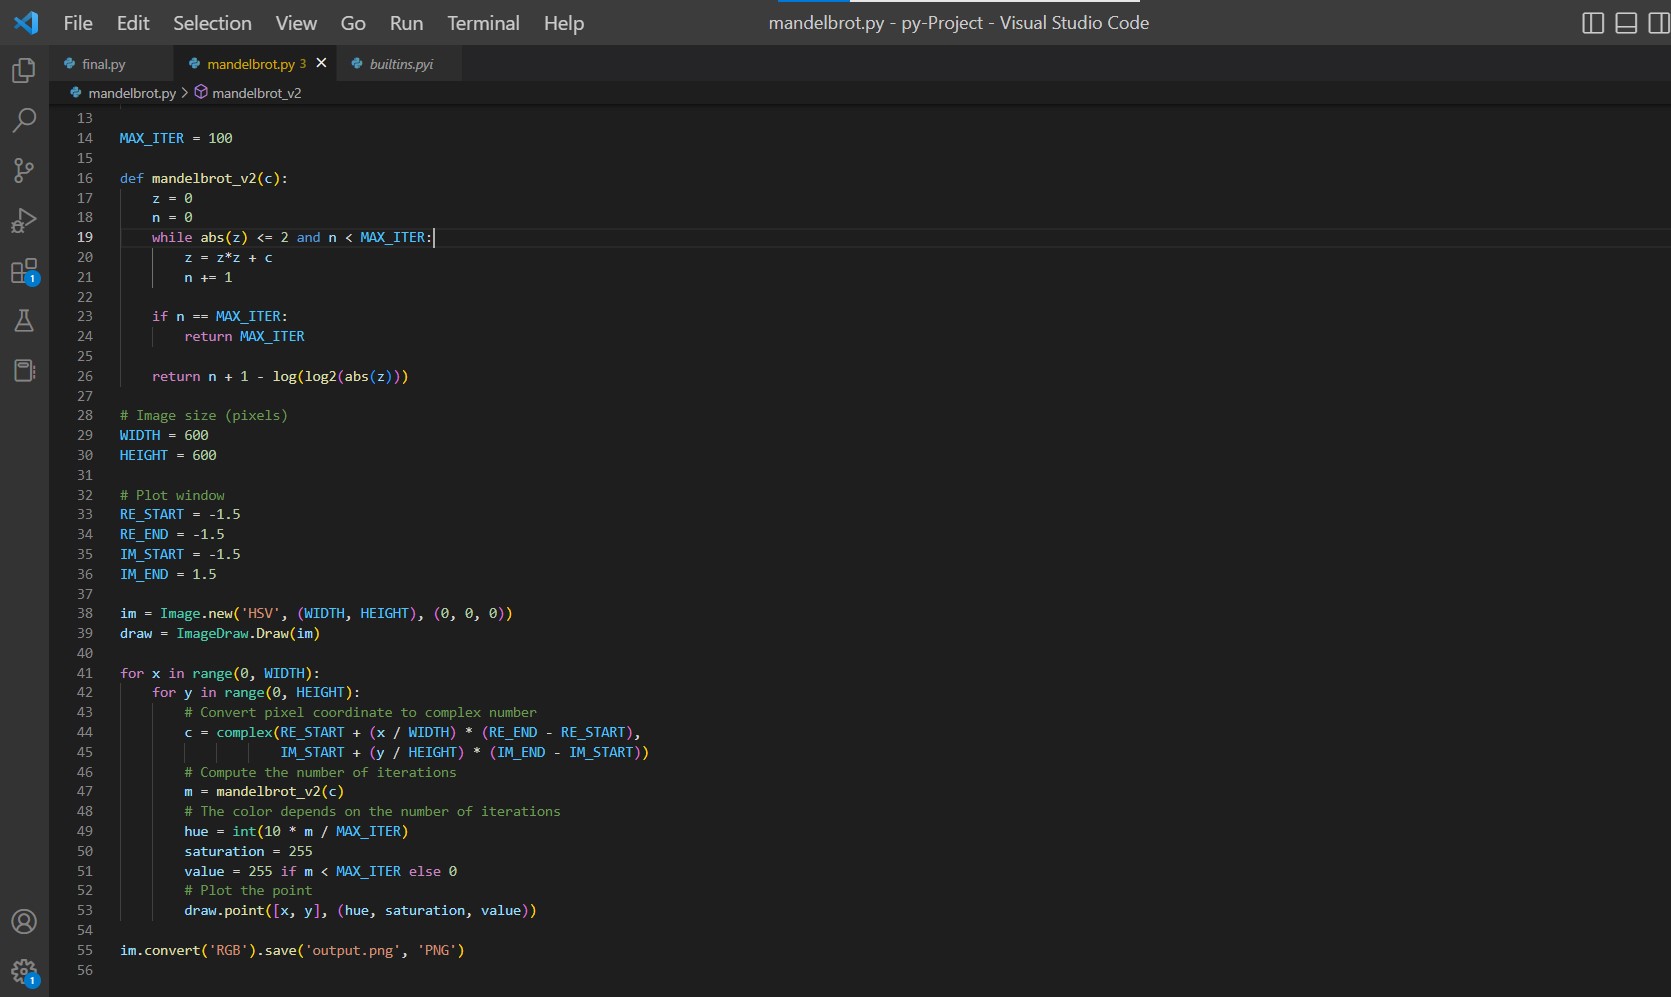 File Edit Selection View Go Run Terminal Help mandelbrot.py - py-Project - Visual Studio Code
final.py mandelbrot.py 3 builtins.pyi
mandelbrot.py > mandelbrot_v2
13
14 MAX_ITER = 100
15
16 def mandelbrot_v2(c):
17     z = 0
18     n = 0
19     while abs(z) <= 2 and n < MAX_ITER:
20         z = z*z + c
21         n += 1
22
23     if n == MAX_ITER:
24         return MAX_ITER
25
26     return n + 1 - log(log2(abs(z)))
27
28 # Image size (pixels)
29 WIDTH = 600
30 HEIGHT = 600
31
32 # Plot window
33 RE_START = -1.5
34 RE_END = -1.5
35 IM_START = -1.5
36 IM_END = 1.5
37
38 im = Image.new('HSV', (WIDTH, HEIGHT), (0, 0, 0))
39 draw = ImageDraw.Draw(im)
40
41 for x in range(0, WIDTH):
42     for y in range(0, HEIGHT):
43         # Convert pixel coordinate to complex number
44         c = complex(RE_START + (x / WIDTH) * (RE_END - RE_START),
45                     IM_START + (y / HEIGHT) * (IM_END - IM_START))
46         # Compute the number of iterations
47         m = mandelbrot_v2(c)
48         # The color depends on the number of iterations
49         hue = int(10 * m / MAX_ITER)
50         saturation = 255
51         value = 255 if m < MAX_ITER else 0
52         # Plot the point
53         draw.point([x, y], (hue, saturation, value))
54
55 im.convert('RGB').save('output.png', 'PNG')
56
1
1